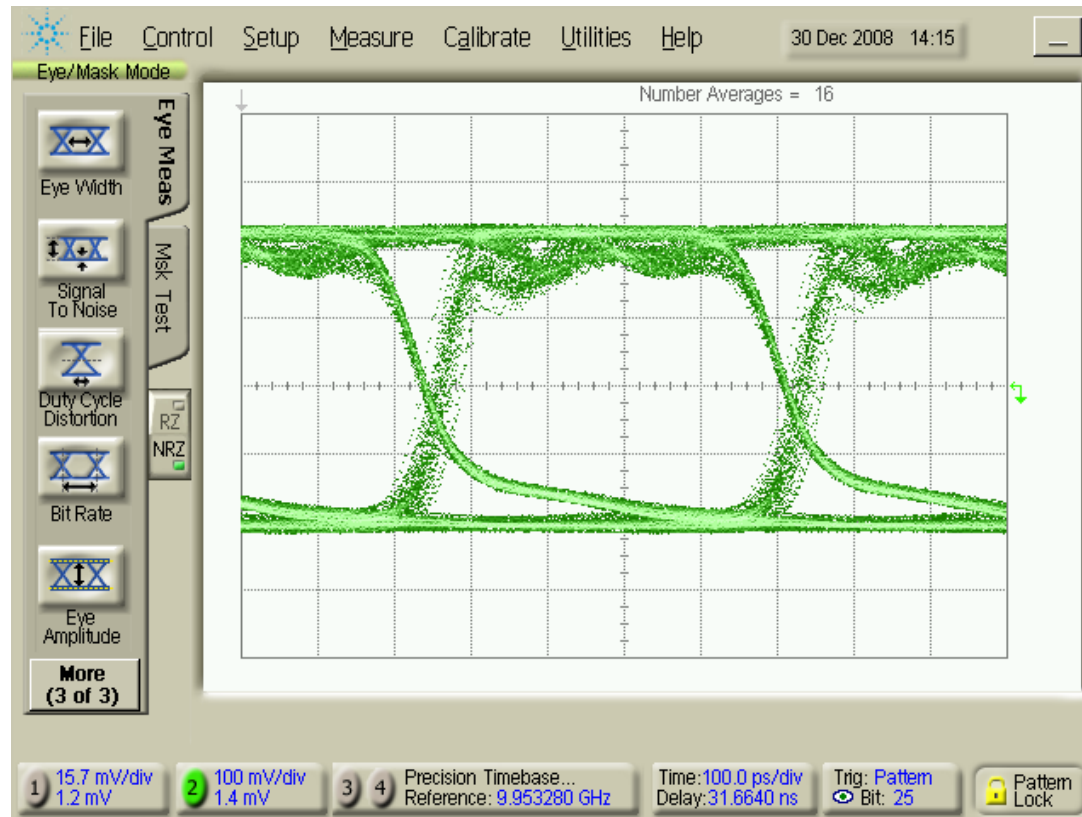 File Control Setup Measure Calibrate Utilities Help 30 Dec 2008 14:15
Eye/Mask Mode
Number Averages = 16
Eye Meas
Msk Test
Eye Width
Signal
To Noise
Duty Cycle
Distortion
RZ
NRZ
Bit Rate
Eye
Amplitude
More
(3 of 3)
1 15.7 mV/div
1.2 mV
2 100 mV/div
1.4 mV
3 4
Precision Timebase...
Reference: 9.953280 GHz
Time:100.0 ps/div
Delay:31.6640 ns
Trig: Pattern
Bit: 25
Pattern
Lock